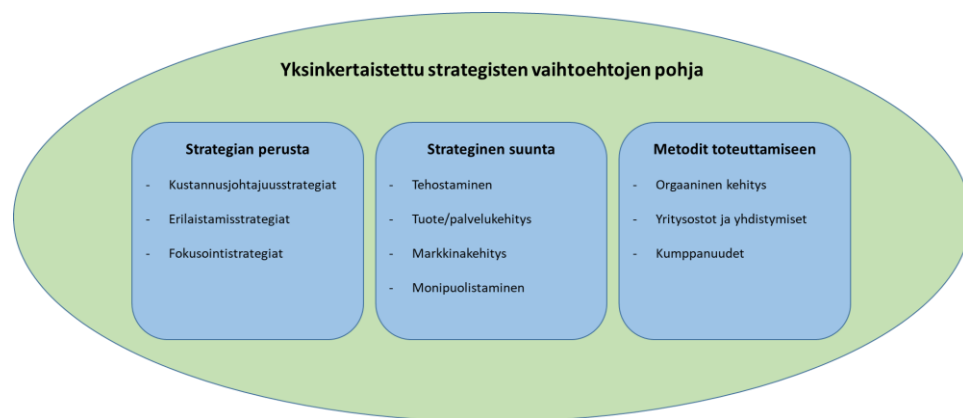 Yksinkertaistettu strategisten vaihtoehtojen pohja
Strategian perusta
- Kustannusjohtajuusstrategiat
- Erilaistamisstrategiat
- Fokusointistrategiat
Strateginen suunta
- Tehostaminen
- Tuote/palvelukehitys
- Markkinakehitys
- Monipuolistaminen
Metodit toteuttamiseen
- Orgaaninen kehitys
- Yritysostot ja yhdistymiset
- Kumppanuudet